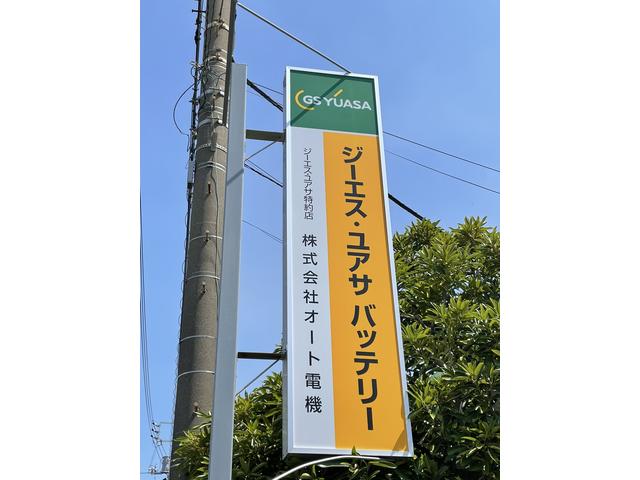 GS YUASA
ジーエス・ユアサ バッテリー
ジーエス・ユアサ特約店
株式会社オート電機